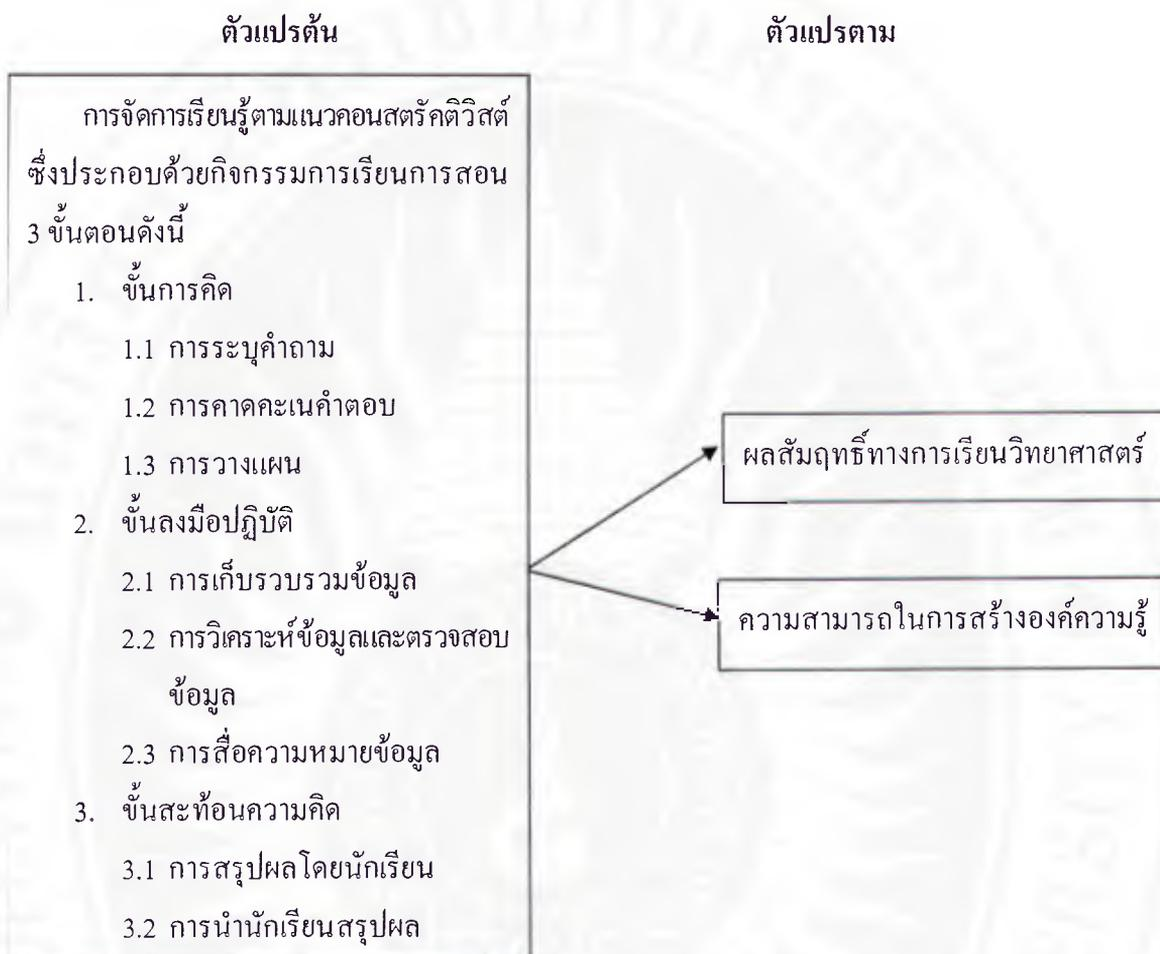 ตัวแปรต้น
ตัวแปรตาม
การจัดการเรียนรู้ตามแนวคอนสตรัคติวิสต์
ซึ่งประกอบด้วยกิจกรรมการเรียนการสอน
3 ขั้นตอนดังนี้
1. ขั้นการคิด
1.1 การระบุคำถาม
1.2 การคาดคะเนคำตอบ
1.3 การวางแผน
2. ขั้นลงมือปฏิบัติ
2.1 การเก็บรวบรวมข้อมูล
2.2 การวิเคราะห์ข้อมูลและตรวจสอบ
ข้อมูล
2.3 การสื่อความหมายข้อมูล
3. ขั้นสะท้อนความคิด
3.1 การสรุปผลโดยนักเรียน
3.2 การนำนักเรียนสรุปผล
ผลสัมฤทธิ์ทางการเรียนวิทยาศาสตร์
ความสามารถในการสร้างองค์ความรู้